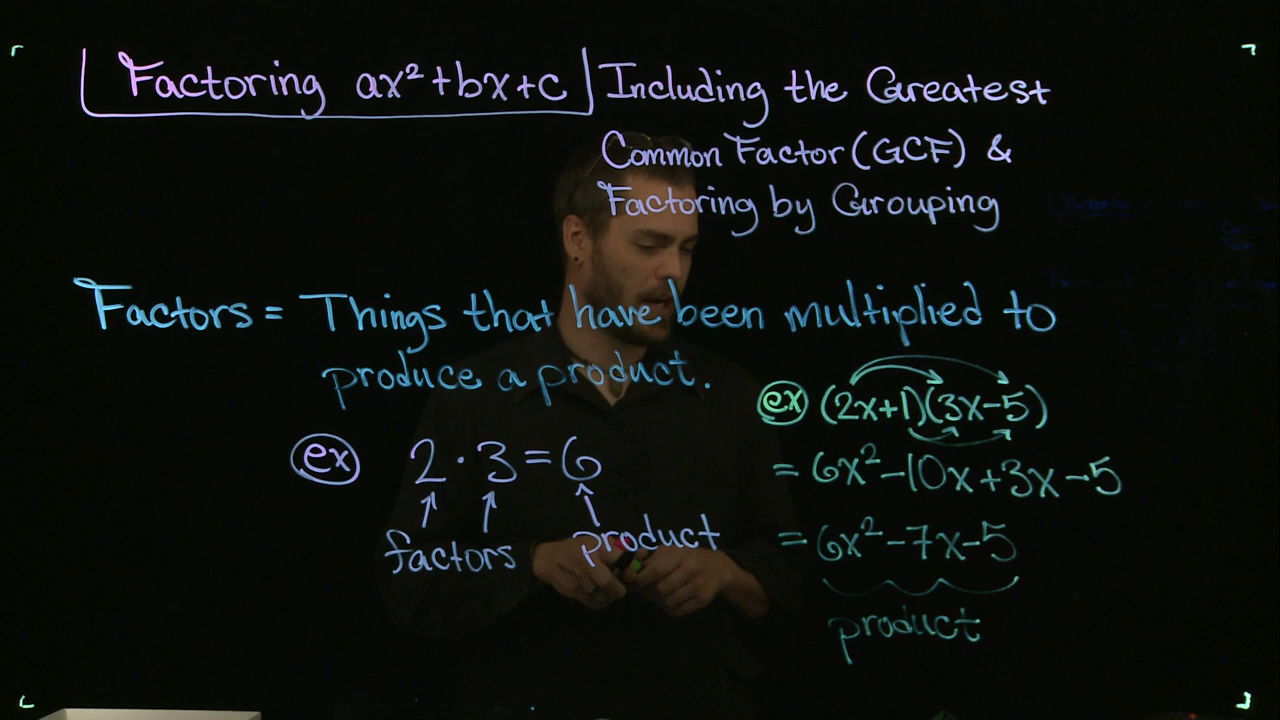 Factoring ax²+bx+c Including the Greatest
Common Factor (GCF) &
Factoring by Grouping
Factors = Things that have been multiplied to
produce a product.
ex 2 · 3 = 6
factors product
ex (2x+1)(3x-5)
= 6x²-10x+3x-5
= 6x²-7x-5
product